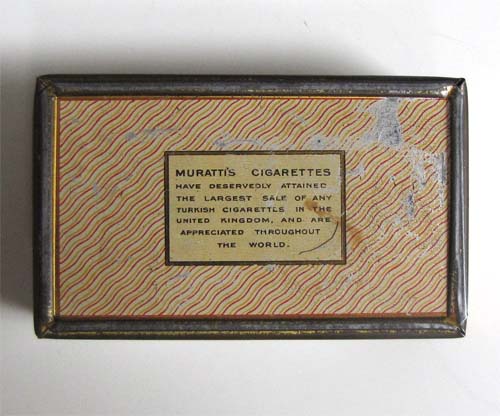 MURATTI'S CIGARETTES
HAVE DESERVEDLY ATTAINED
THE LARGEST SALE OF ANY
TURKISH CIGARETTES IN THE
UNITED KINGDOM, AND ARE
APPRECIATED THROUGHOUT
THE WORLD.